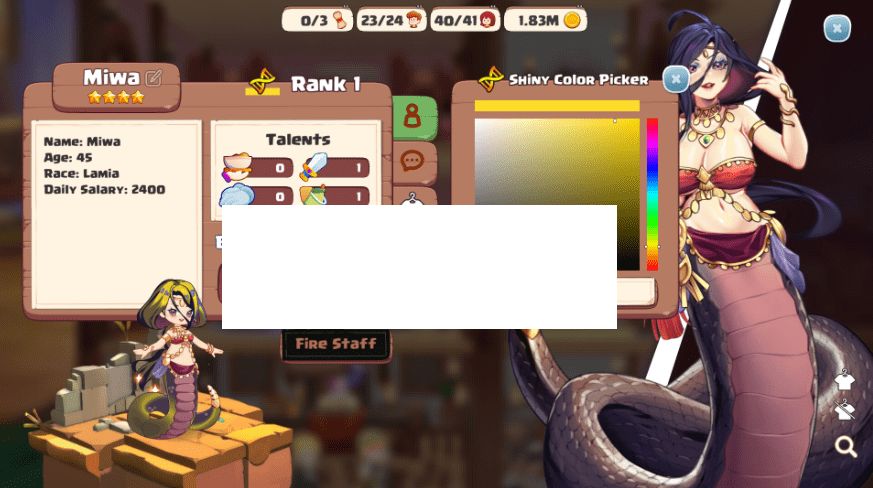 0/3
23/24
40/41
1.83M
Miwa
Rank 1
Shiny Color Picker
Name: Miwa
Age: 45
Race: Lamia
Daily Salary: 2400
Talents
0
1
0
1
Fire Staff